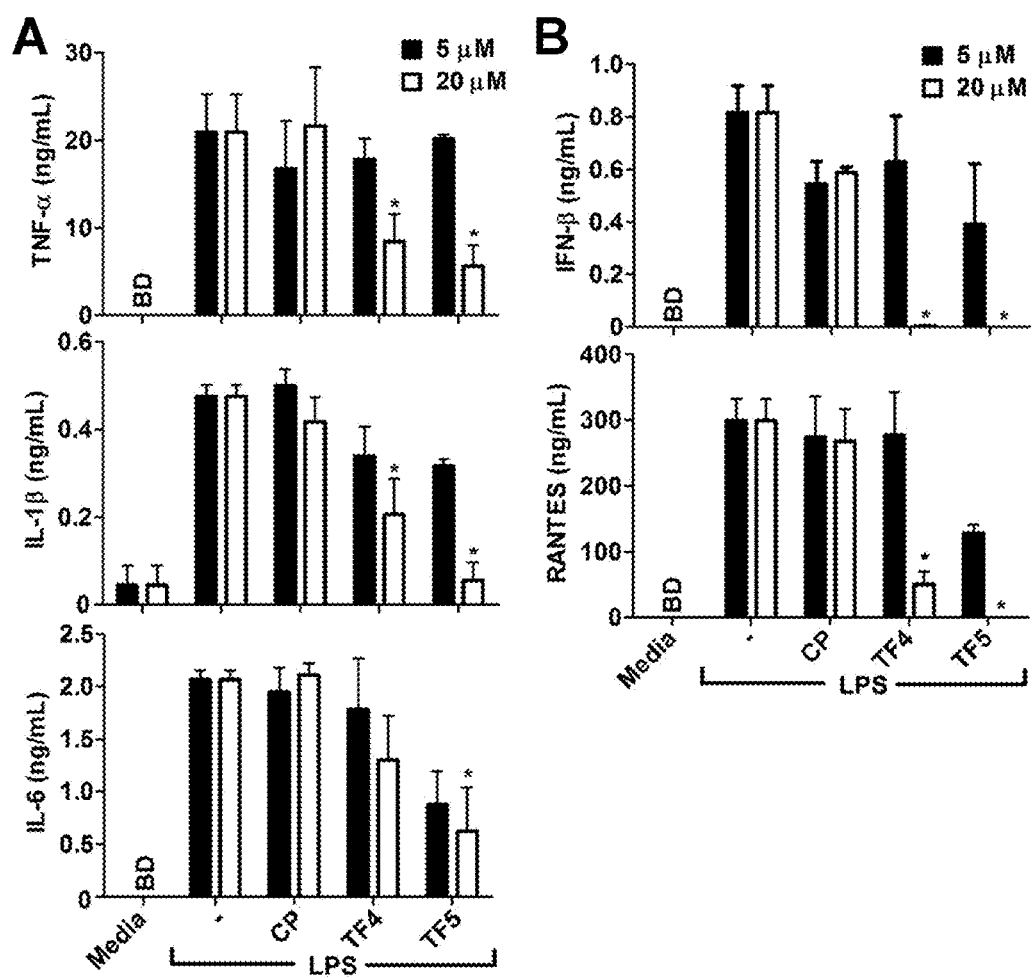 A
5 μM
20 μM
TNF-α (ng/mL)
30
20
10
0
BD
*
*
IL-1β (ng/mL)
0.6
0.4
0.2
0
*
*
IL-6 (ng/mL)
2.5
2.0
1.5
1.0
0.5
0
BD
*
Media
-
CP
TF4
TF5
LPS
B
5 μM
20 μM
IFN-β (ng/mL)
1.0
0.8
0.6
0.4
0.2
0
BD
*
*
RANTES (ng/mL)
400
300
200
100
0
BD
*
*
Media
-
CP
TF4
TF5
LPS